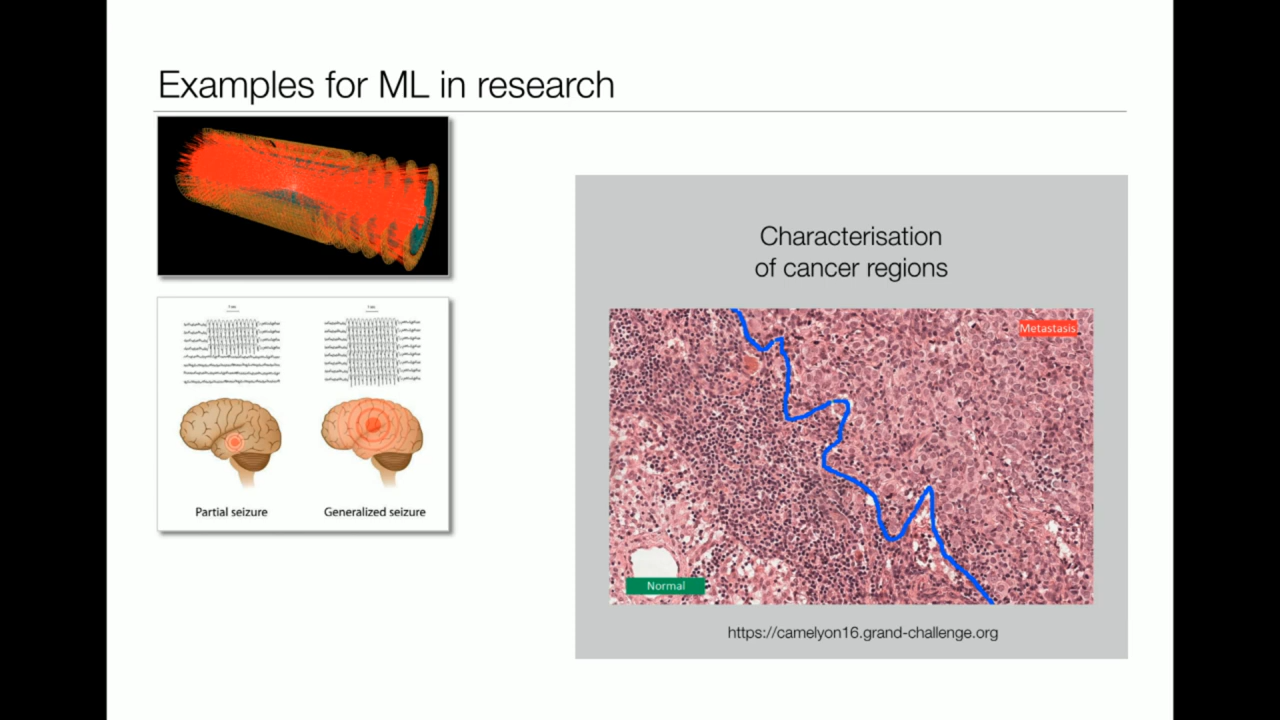 Examples for ML in research
Partial seizure
Generalized seizure
Characterisation
of cancer regions
Metastasis
Normal
https://camelyon16.grand-challenge.org